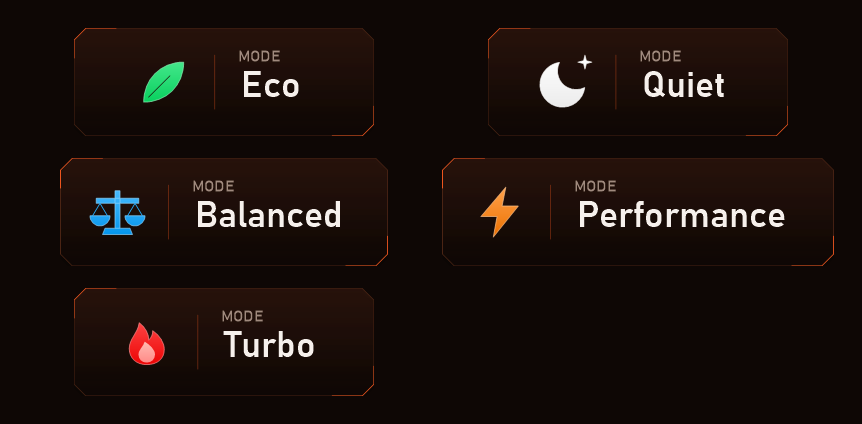 MODE
Eco
MODE
Quiet
MODE
Balanced
MODE
Performance
MODE
Turbo